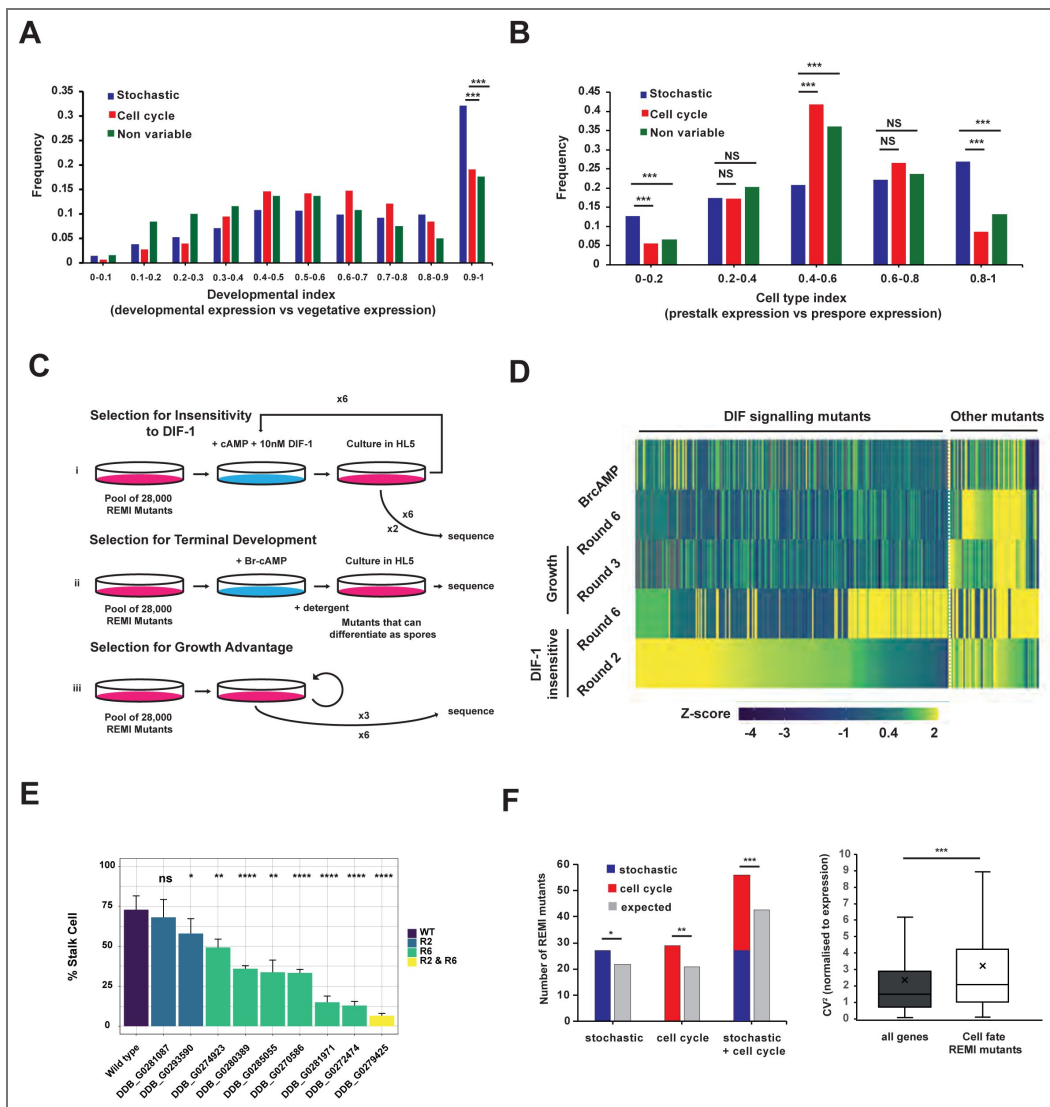 A
***
***
Stochastic
Cell cycle
Non variable
Frequency
0.35
0.3
0.25
0.2
0.15
0.1
0.05
0
0-0.1
0.1-0.2
0.2-0.3
0.3-0.4
0.4-0.5
0.5-0.6
0.6-0.7
0.7-0.8
0.8-0.9
0.9-1
Developmental index
(developmental expression vs vegetative expression)
B
Stochastic
Cell cycle
Non variable
***
***
***
***
NS
NS
***
***
NS
NS
***
***
Frequency
0.45
0.4
0.35
0.3
0.25
0.2
0.15
0.1
0.05
0
0-0.2
0.2-0.4
0.4-0.6
0.6-0.8
0.8-1
Cell type index
(prestalk expression vs prespore expression)
C
Selection for Insensitivity
to DIF-1
x6
+ cAMP + 10nM DIF-1
Culture in HL5
i
Pool of 28,000
REMI Mutants
x6
x2
sequence
Selection for Terminal Development
+ Br-cAMP
Culture in HL5
ii
sequence
Pool of 28,000
REMI Mutants
+ detergent
Mutants that can
differentiate as spores
Selection for Growth Advantage
iii
Pool of 28,000
REMI Mutants
x3
x6
sequence
D
DIF signalling mutants
Other mutants
BrcAMP
Round 6
Round 3
Growth
Round 6
Round 2
DIF-1
insensitive
Z-score
-4
-3
-1
0.4
2
E
% Stalk Cell
100
75
50
25
0
ns
*
**
****
**
****
****
****
****
WT
R2
R6
R2 & R6
Wild type
DDB_G0281087
DDB_G0293590
DDB_G0274923
DDB_G0280389
DDB_G0285055
DDB_G0270586
DDB_G0281971
DDB_G0272474
DDB_G0279425
F
Number of REMI mutants
60
50
40
30
20
10
0
stochastic
cell cycle
expected
*
**
***
stochastic
cell cycle
stochastic
+ cell cycle
***
CV² (normalised to expression)
10
9
8
7
6
5
4
3
2
1
0
all genes
Cell fate
REMI mutants